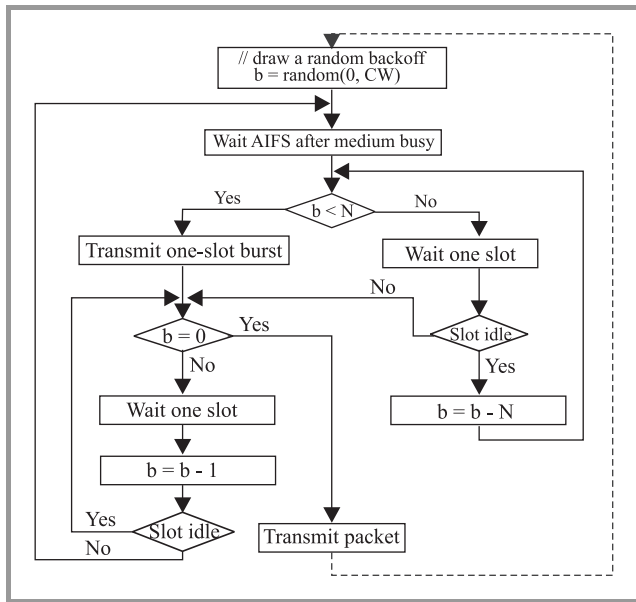 // draw a random backoff
b = random(0, CW)
Wait AIFS after medium busy
Yes
b < N
No
Transmit one-slot burst
Wait one slot
No
b = 0
Yes
Slot idle
No
Yes
Wait one slot
b = b - N
b = b - 1
Yes
Slot idle
Transmit packet
No